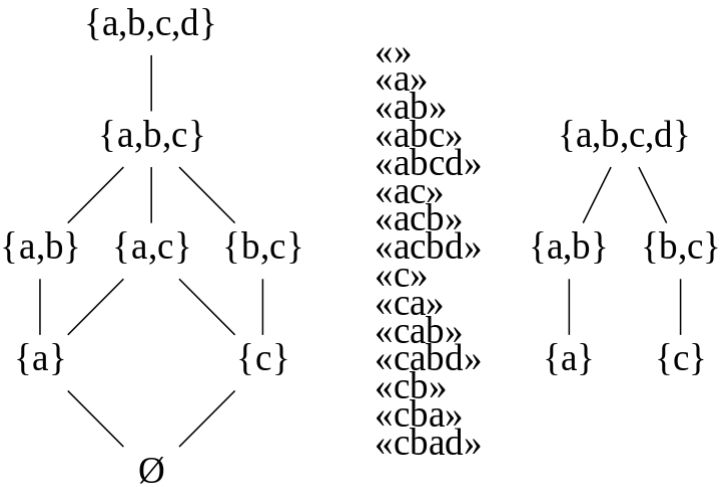 {a,b,c,d}
{a,b,c}
{a,b} {a,c} {b,c}
{a} {c}
Ø
«»
«a»
«ab»
«abc»
«abcd»
«ac»
«acb»
«acbd»
«c»
«ca»
«cab»
«cabd»
«cb»
«cba»
«cbad»
{a,b,c,d}
{a,b} {b,c}
{a} {c}